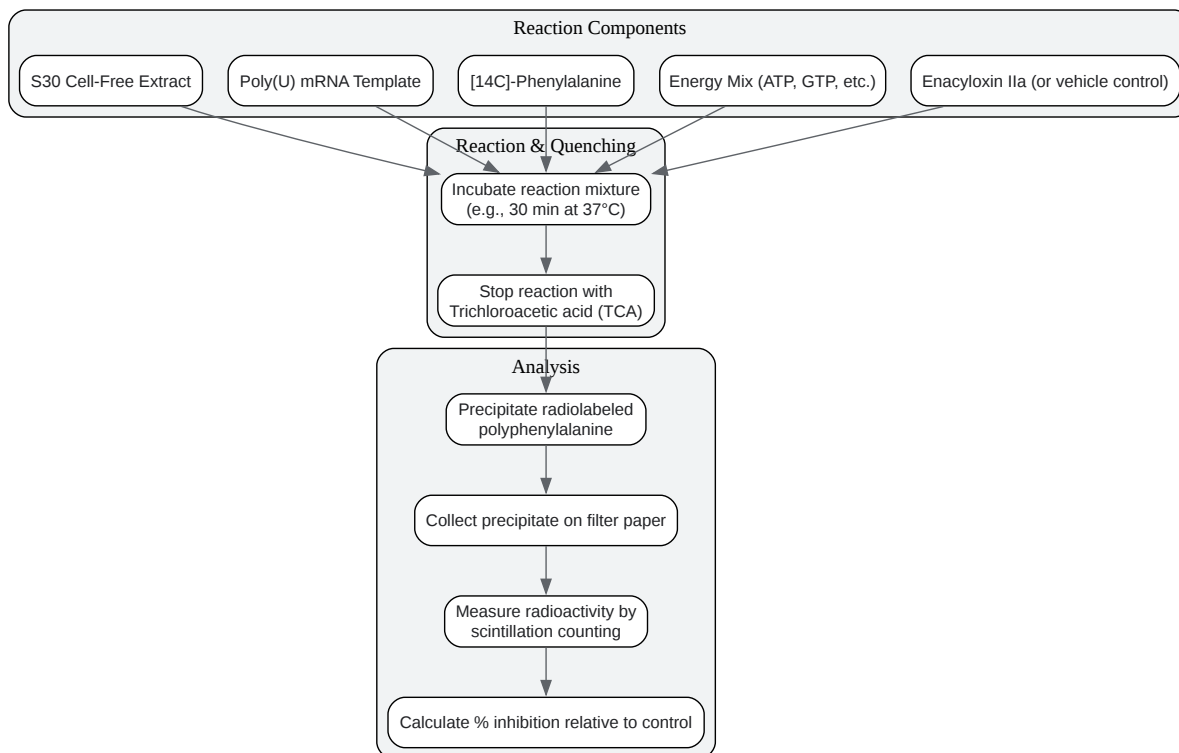 Reaction Components
S30 Cell-Free Extract
Poly(U) mRNA Template
[14C]-Phenylalanine
Energy Mix (ATP, GTP, etc.)
Enacyloxin IIa (or vehicle control)
Reaction & Quenching
Incubate reaction mixture
(e.g., 30 min at 37°C)
Stop reaction with
Trichloroacetic acid (TCA)
Analysis
Precipitate radiolabeled
polyphenylalanine
Collect precipitate on filter paper
Measure radioactivity by
scintillation counting
Calculate % inhibition relative to control